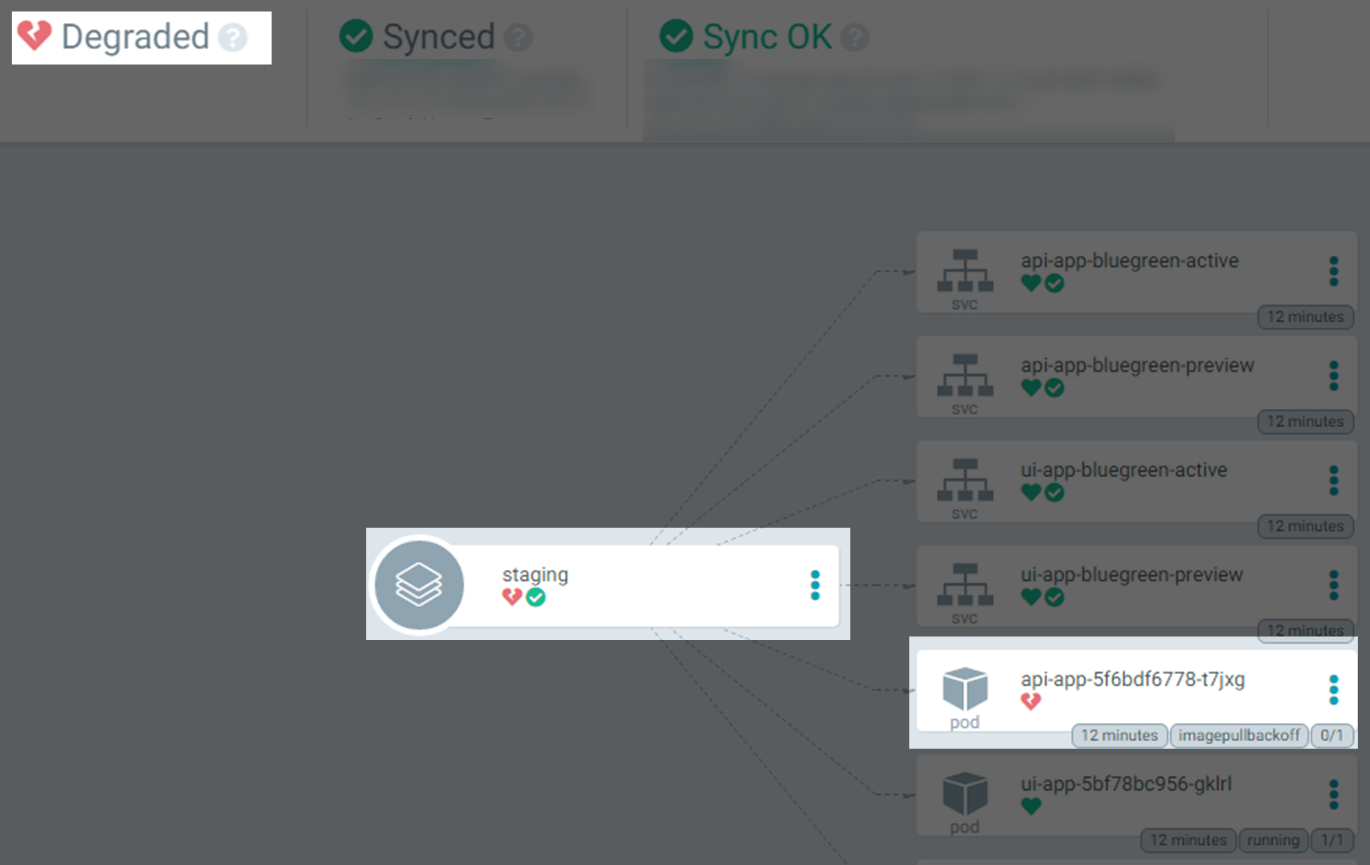 Degraded ?
Synced ?
Sync OK ?
api-app-bluegreen-active
svc
12 minutes
api-app-bluegreen-preview
svc
12 minutes
ui-app-bluegreen-active
svc
12 minutes
staging
ui-app-bluegreen-preview
svc
12 minutes
api-app-5f6bdf6778-t7jxg
pod
12 minutes imagepullbackoff 0/1
ui-app-5bf78bc956-gklrl
pod
12 minutes running 1/1